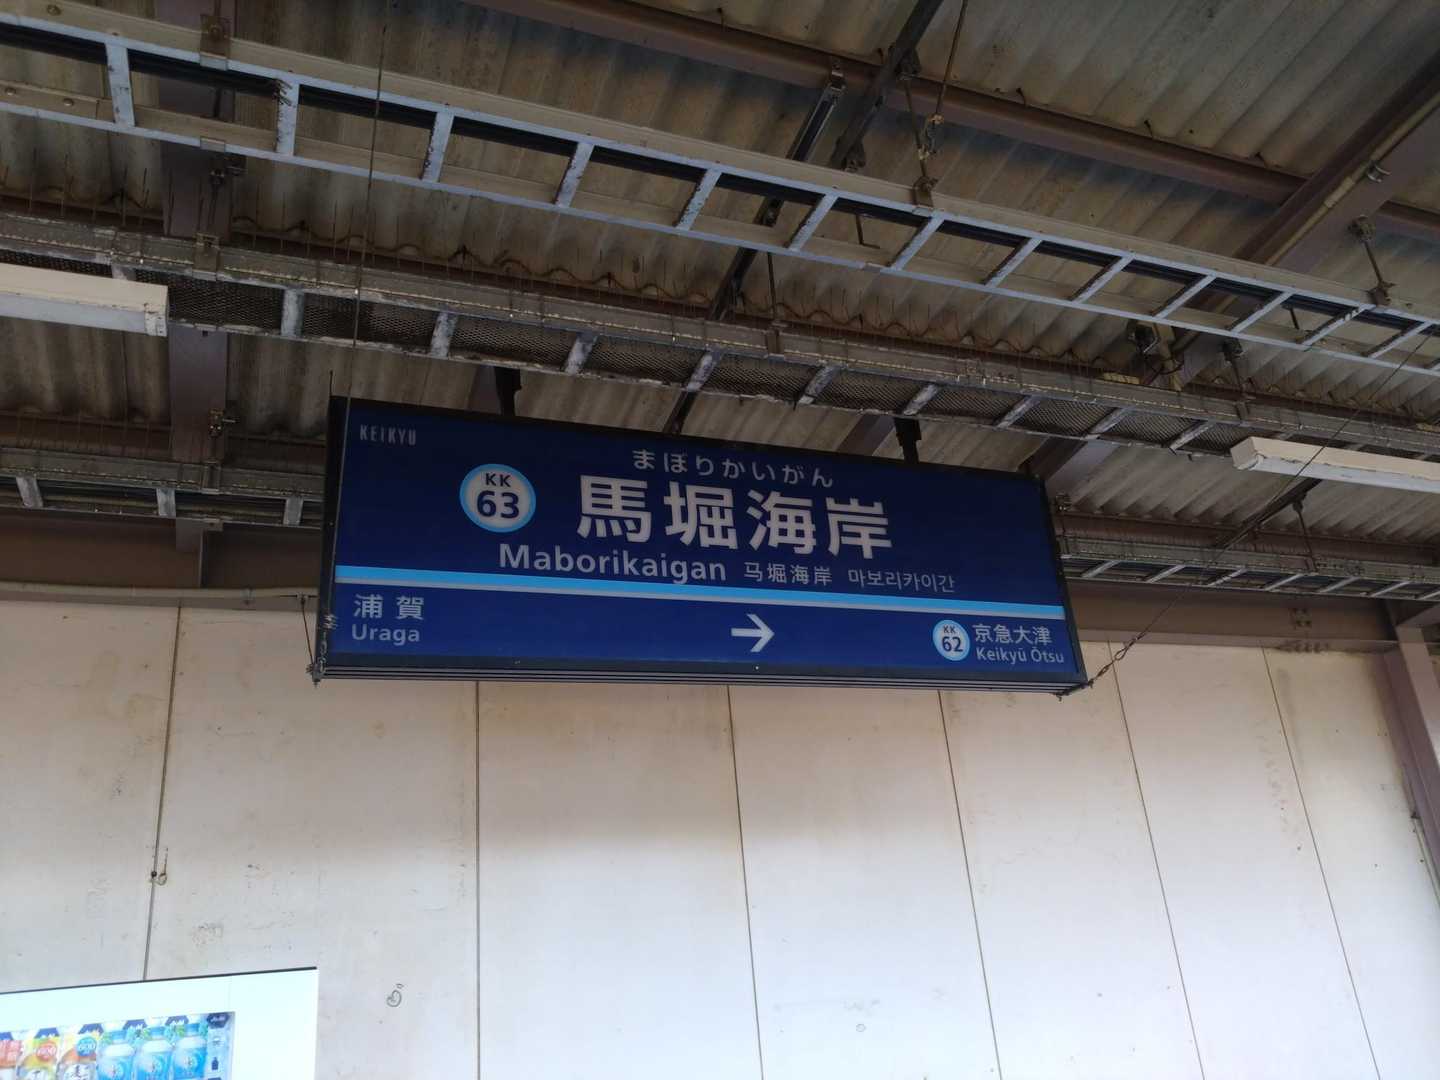 KEIKYU
まぼりかいがん
KK
63
馬堀海岸
Maborikaigan 马堀海岸 마보리카이간
浦賀
Uraga
→
KK
62
京急大津
Keikyū Ōtsu